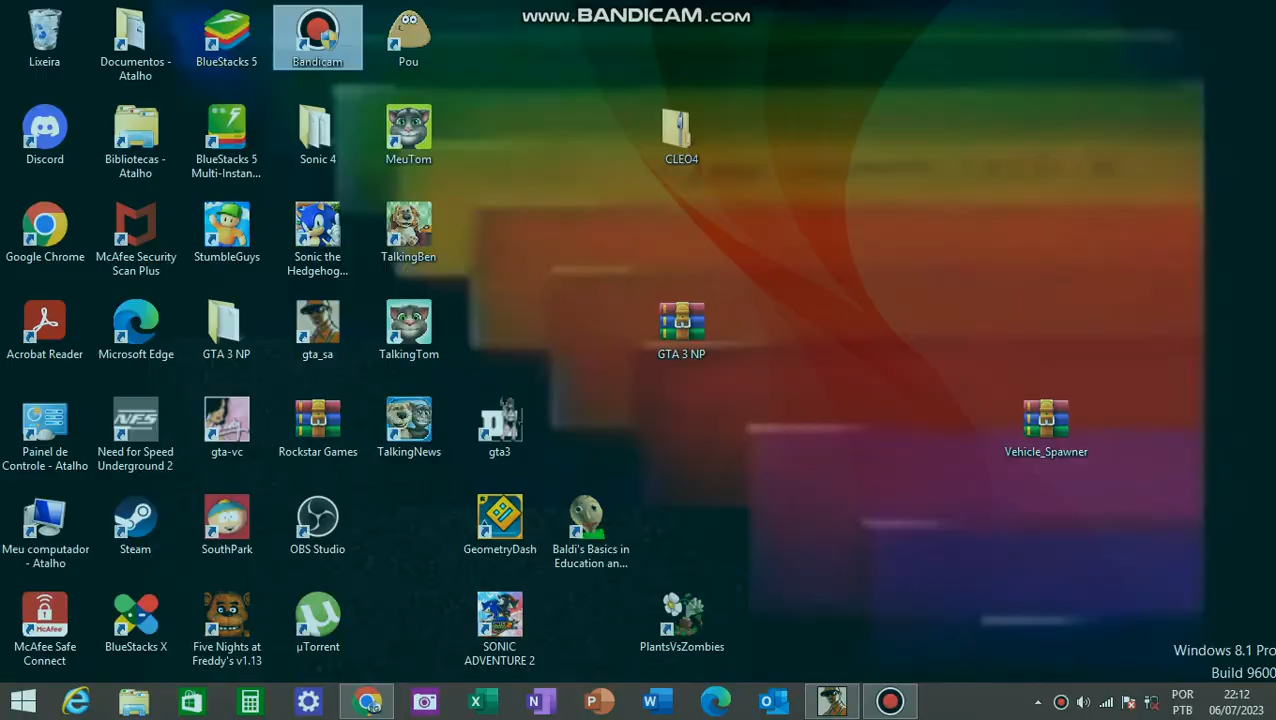 www.BANDICAM.com
Lixeira
Documentos -
Atalho
BlueStacks 5
Bandicam
Pou
Discord
Bibliotecas -
Atalho
BlueStacks 5
Multi-Instan...
Sonic 4
MeuTom
CLEO4
Google Chrome
McAfee Security
Scan Plus
StumbleGuys
Sonic the
Hedgehog...
TalkingBen
Acrobat Reader
Microsoft Edge
GTA 3 NP
gta_sa
TalkingTom
GTA 3 NP
Painel de
Controle - Atalho
NFS
Need for Speed
Underground 2
gta-vc
Rockstar Games
TalkingNews
gta3
Vehicle_Spawner
Meu computador
- Atalho
Steam
SouthPark
OBS Studio
GeometryDash
Baldi's Basics in
Education an...
McAfee
McAfee Safe
Connect
BlueStacks X
Five Nights at
Freddy's v1.13
µTorrent
SONIC
ADVENTURE 2
PlantsVsZombies
Windows 8.1 Pro
Build 9600
POR
PTB
22:12
06/07/2023